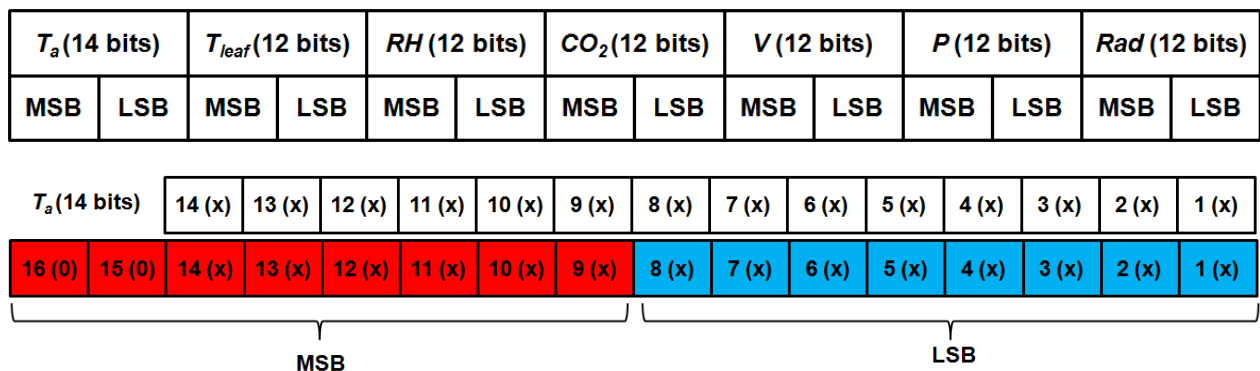 Ta (14 bits) Tleaf (12 bits) RH (12 bits) CO2 (12 bits) V (12 bits) P (12 bits) Rad (12 bits)
MSB LSB MSB LSB MSB LSB MSB LSB MSB LSB MSB LSB MSB LSB
Ta (14 bits) 14 (x) 13 (x) 12 (x) 11 (x) 10 (x) 9 (x) 8 (x) 7 (x) 6 (x) 5 (x) 4 (x) 3 (x) 2 (x) 1 (x)
16 (0) 15 (0) 14 (x) 13 (x) 12 (x) 11 (x) 10 (x) 9 (x) 8 (x) 7 (x) 6 (x) 5 (x) 4 (x) 3 (x) 2 (x) 1 (x)
MSB LSB